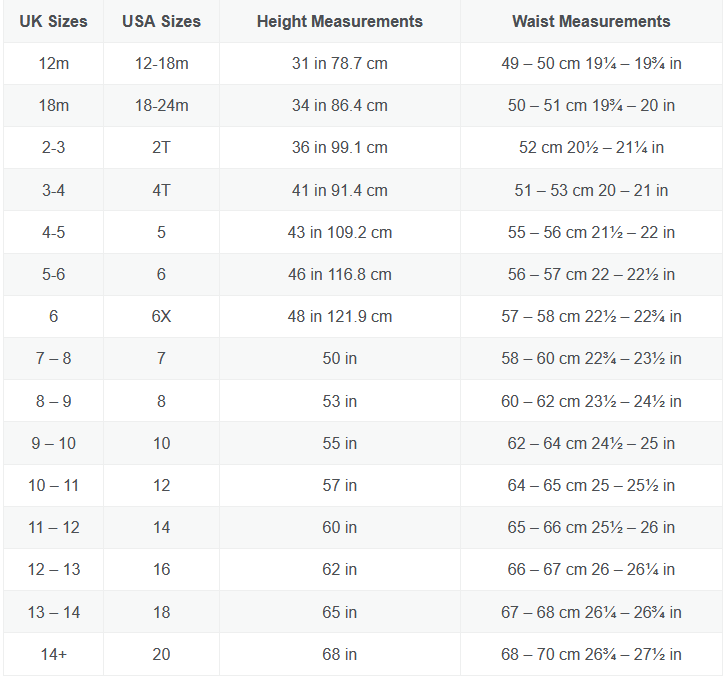 UK Sizes USA Sizes Height Measurements Waist Measurements
12m 12-18m 31 in 78.7 cm 49 – 50 cm 19¼ – 19¾ in
18m 18-24m 34 in 86.4 cm 50 – 51 cm 19¾ – 20 in
2-3 2T 36 in 99.1 cm 52 cm 20½ – 21¼ in
3-4 4T 41 in 91.4 cm 51 – 53 cm 20 – 21 in
4-5 5 43 in 109.2 cm 55 – 56 cm 21½ – 22 in
5-6 6 46 in 116.8 cm 56 – 57 cm 22 – 22½ in
6 6X 48 in 121.9 cm 57 – 58 cm 22½ – 22¾ in
7 – 8 7 50 in 58 – 60 cm 22¾ – 23½ in
8 – 9 8 53 in 60 – 62 cm 23½ – 24½ in
9 – 10 10 55 in 62 – 64 cm 24½ – 25 in
10 – 11 12 57 in 64 – 65 cm 25 – 25½ in
11 – 12 14 60 in 65 – 66 cm 25½ – 26 in
12 – 13 16 62 in 66 – 67 cm 26 – 26¼ in
13 – 14 18 65 in 67 – 68 cm 26¼ – 26¾ in
14+ 20 68 in 68 – 70 cm 26¾ – 27½ in